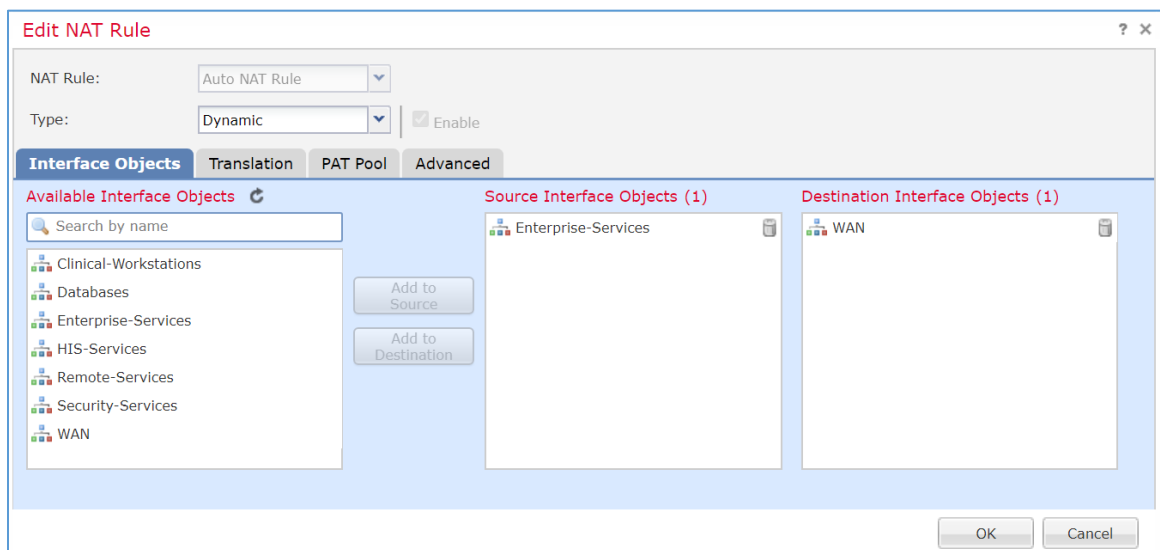 Edit NAT Rule
? ×
NAT Rule:
Auto NAT Rule
Type:
Dynamic
Enable
Interface Objects
Translation
PAT Pool
Advanced
Available Interface Objects
Search by name
Clinical-Workstations
Databases
Enterprise-Services
HIS-Services
Remote-Services
Security-Services
WAN
Add to
Source
Add to
Destination
Source Interface Objects (1)
Enterprise-Services
Destination Interface Objects (1)
WAN
OK
Cancel